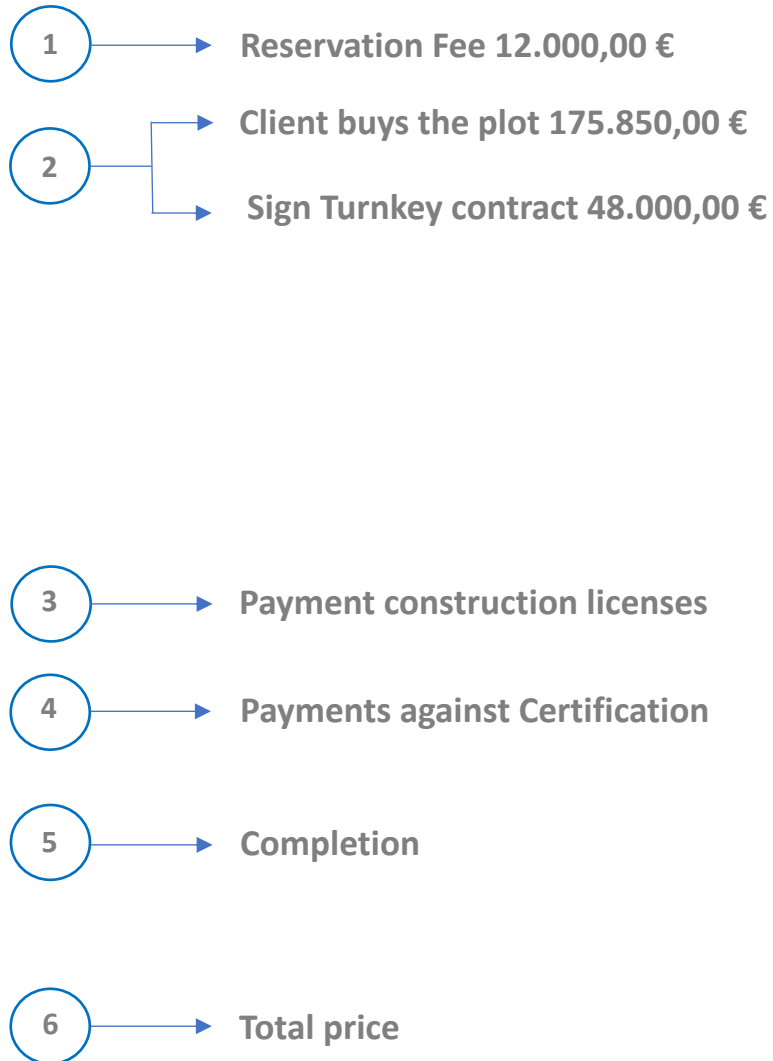 1 Reservation Fee 12.000,00 €
2
Client buys the plot 175.850,00 €
Sign Turnkey contract 48.000,00 €
3 Payment construction licenses
4 Payments against Certification
5 Completion
6 Total price